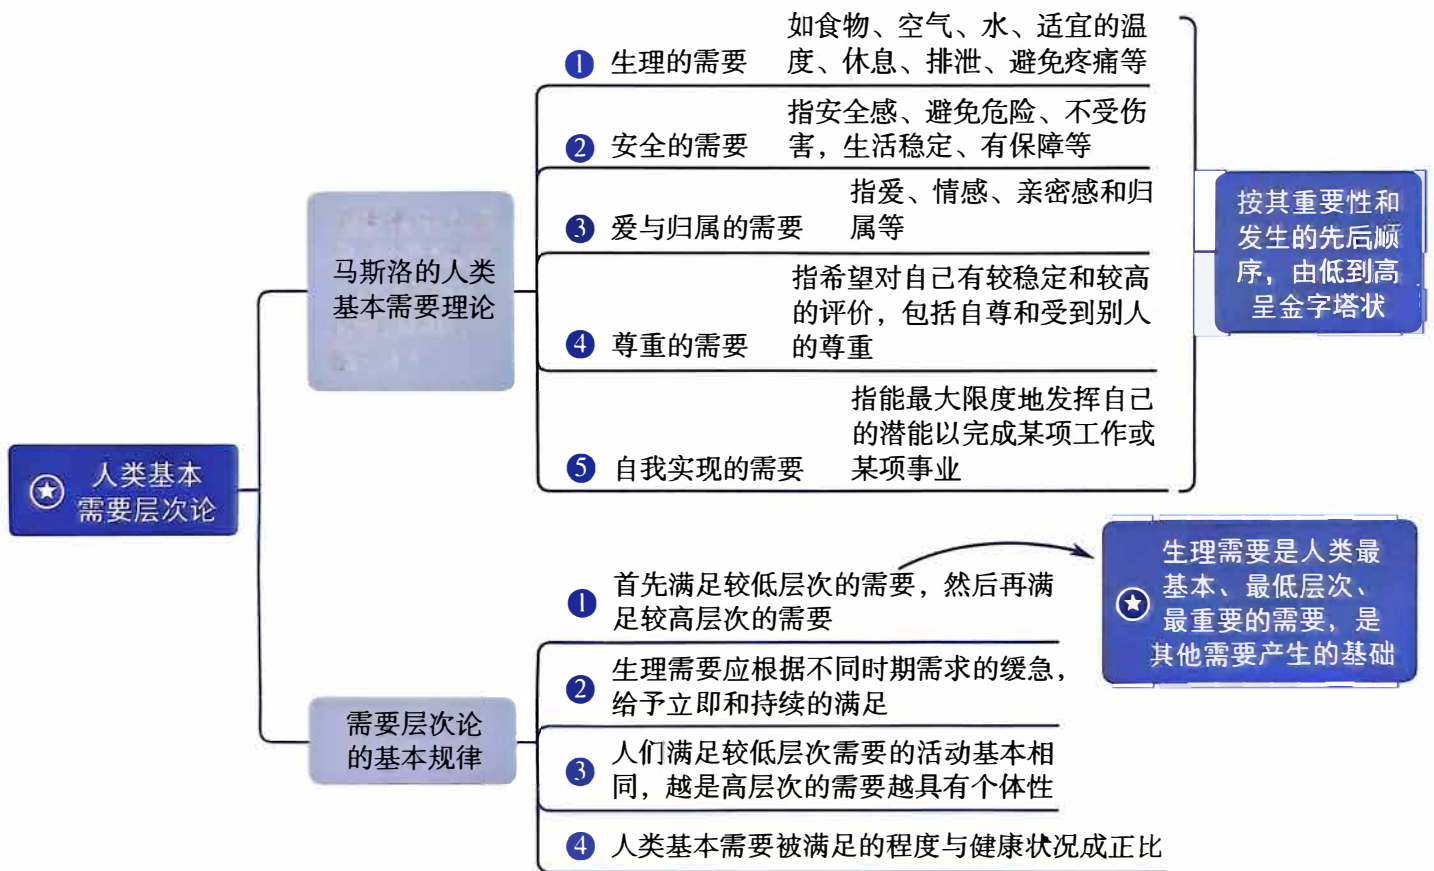 人类基本
需要层次论
马斯洛的人类
基本需要理论
1 生理的需要
如食物、空气、水、适宜的温
度、休息、排泄、避免疼痛等
2 安全的需要
指安全感、避免危险、不受伤
害，生活稳定、有保障等
3 爱与归属的需要
指爱、情感、亲密感和归
属等
4 尊重的需要
指希望对自己有较稳定和较高
的评价，包括自尊和受到别人
的尊重
5 自我实现的需要
指能最大限度地发挥自己
的潜能以完成某项工作或
某项事业
按其重要性和
发生的先后顺
序，由低到高
呈金字塔状
需要层次论
的基本规律
1 首先满足较低层次的需要，然后再满
足较高层次的需要
生理需要是人类最
基本、最低层次、
最重要的需要，是
其他需要产生的基础
2 生理需要应根据不同时期需求的缓急，
给予立即和持续的满足
3 人们满足较低层次需要的活动基本相
同，越是高层次的需要越具有个体性
4 人类基本需要被满足的程度与健康状况成正比